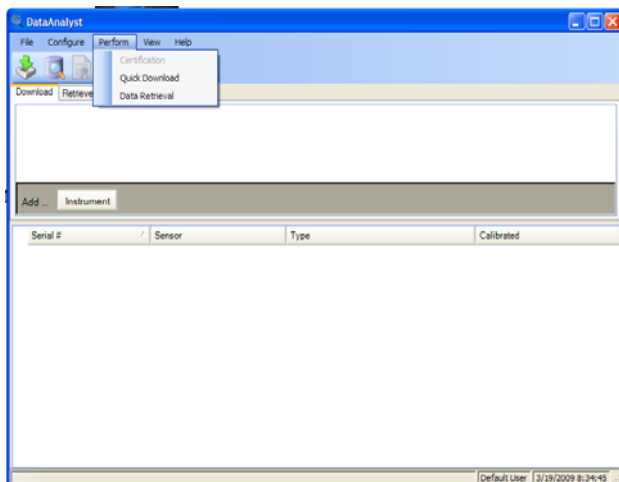 DataAnalyst
File Configure Perform View Help
Certification
Quick Download
Data Retrieval
Download Retrieve
Add ... Instrument
Serial # Sensor Type Calibrated
Default User 3/19/2009 8:34:45